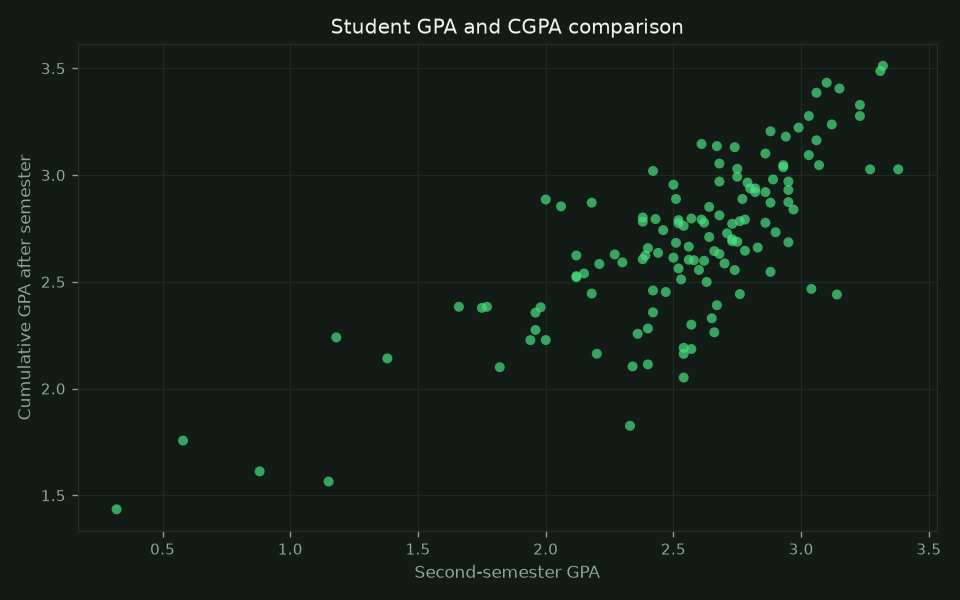 Student GPA and CGPA comparison
Cumulative GPA after semester
3.5
3.0
2.5
2.0
1.5
0.5 1.0 1.5 2.0 2.5 3.0 3.5
Second-semester GPA